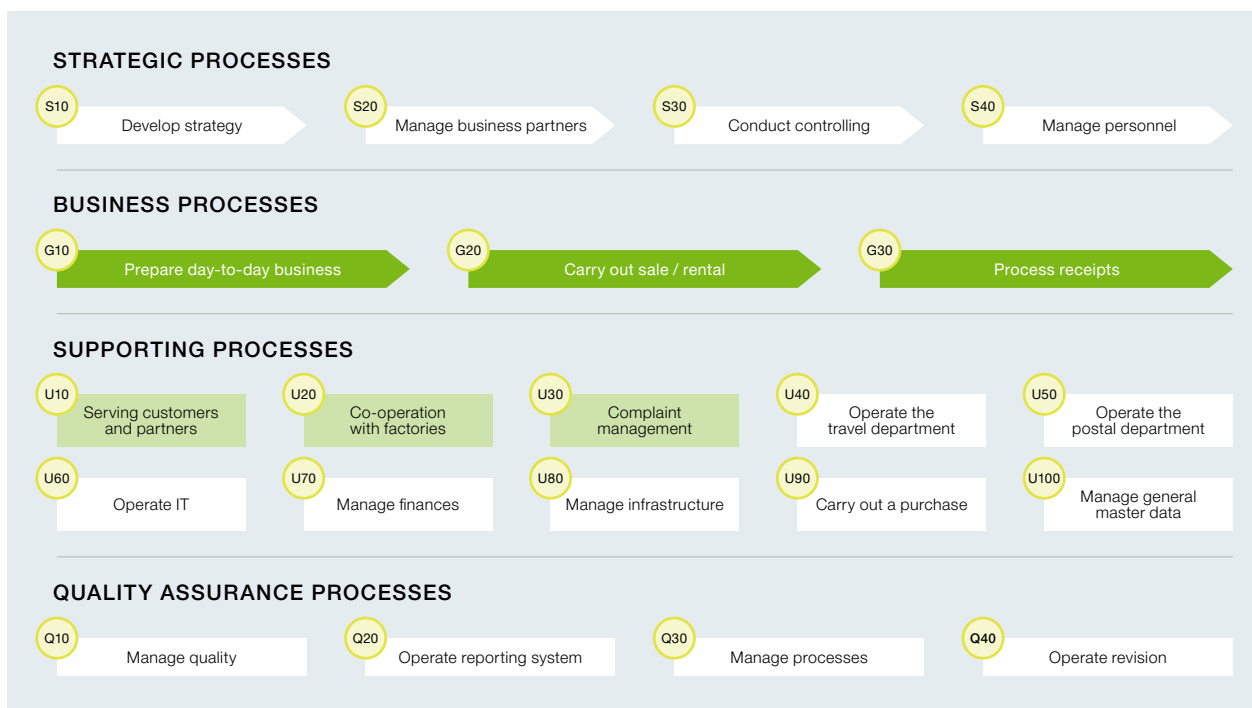 STRATEGIC PROCESSES
S10
Develop strategy
S20
Manage business partners
S30
Conduct controlling
S40
Manage personnel
BUSINESS PROCESSES
G10
Prepare day-to-day business
G20
Carry out sale / rental
G30
Process receipts
SUPPORTING PROCESSES
U10
Serving customers
and partners
U20
Co-operation
with factories
U30
Complaint
management
U40
Operate the
travel department
U50
Operate the
postal department
U60
Operate IT
U70
Manage finances
U80
Manage infrastructure
U90
Carry out a purchase
U100
Manage general
master data
QUALITY ASSURANCE PROCESSES
Q10
Manage quality
Q20
Operate reporting system
Q30
Manage processes
Q40
Operate revision